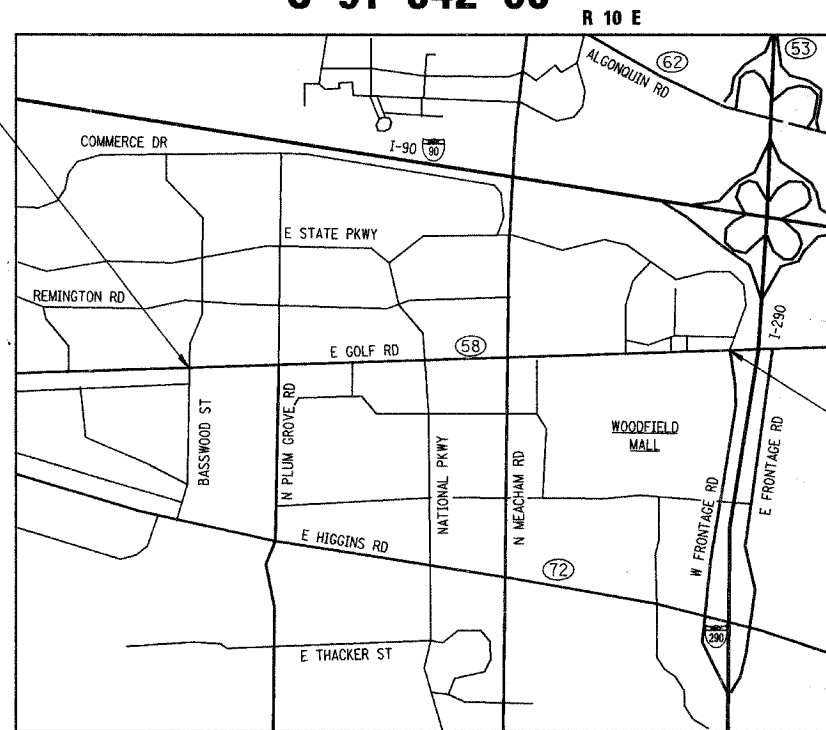 R 10 E
53
62
ALGONQUIN RD
COMMERCE DR
I-90
90
E STATE PKWY
REMINGTON RD
I-290
E GOLF RD
58
BASSWOOD ST
N PLUM GROVE RD
NATIONAL PKWY
N MEACHAM RD
WOODFIELD
MALL
W FRONTAGE RD
E FRONTAGE RD
E HIGGINS RD
72
290
E THACKER ST